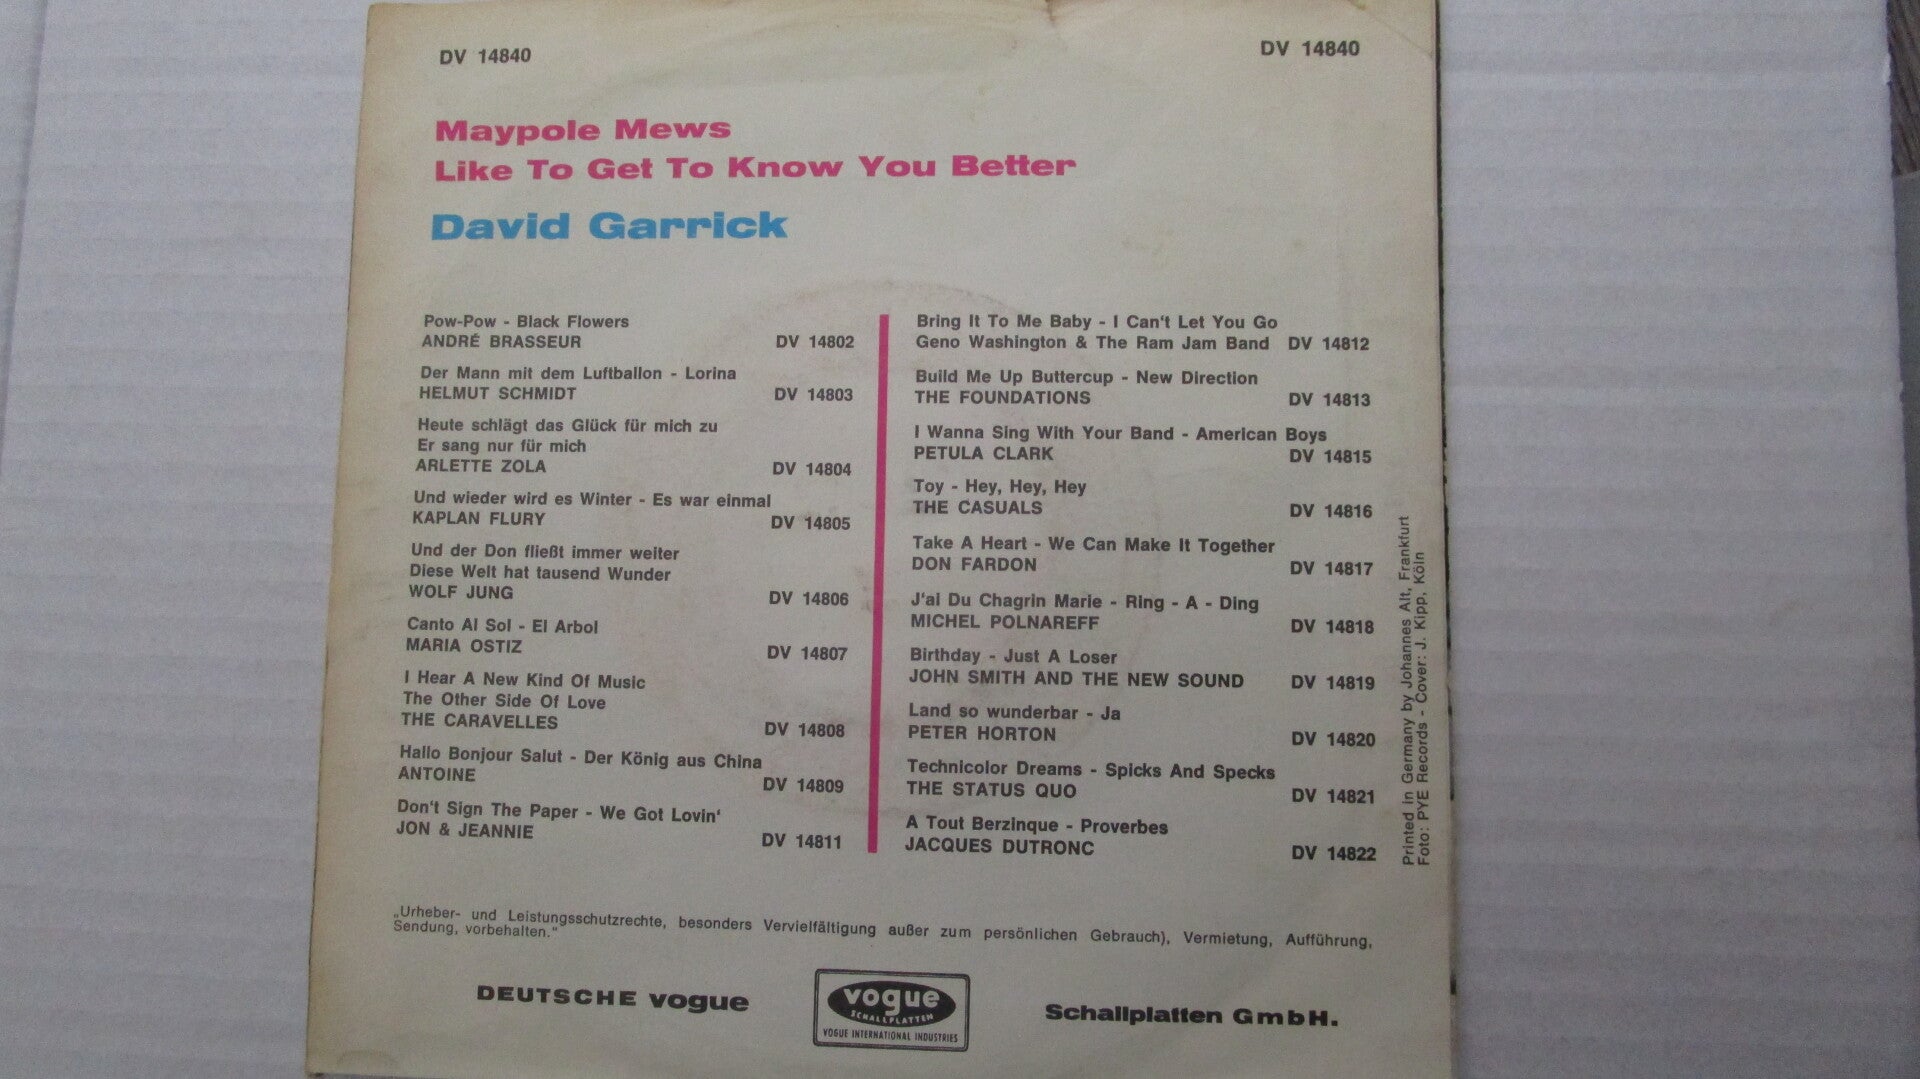 DV 14840
DV 14840
Maypole Mews
Like To Get To Know You Better
David Garrick
Pow-Pow - Black Flowers
ANDRÉ BRASSEUR DV 14802
Der Mann mit dem Luftballon - Lorina
HELMUT SCHMIDT DV 14803
Heute schlägt das Glück für mich zu
Er sang nur für mich
ARLETTE ZOLA DV 14804
Und wieder wird es Winter - Es war einmal
KAPLAN FLURY DV 14805
Und der Don fließt immer weiter
Diese Welt hat tausend Wunder
WOLF JUNG DV 14806
Canto Al Sol - El Arbol
MARIA OSTIZ DV 14807
I Hear A New Kind Of Music
The Other Side Of Love
THE CARAVELLES DV 14808
Hallo Bonjour Salut - Der König aus China
ANTOINE DV 14809
Don't Sign The Paper - We Got Lovin'
JON & JEANNIE DV 14811
Bring It To Me Baby - I Can't Let You Go
Geno Washington & The Ram Jam Band DV 14812
Build Me Up Buttercup - New Direction
THE FOUNDATIONS DV 14813
I Wanna Sing With Your Band - American Boys
PETULA CLARK DV 14815
Toy - Hey, Hey, Hey
THE CASUALS DV 14816
Take A Heart - We Can Make It Together
DON FARDON DV 14817
J'ai Du Chagrin Marie - Ring - A - Ding
MICHEL POLNAREFF DV 14818
Birthday - Just A Loser
JOHN SMITH AND THE NEW SOUND DV 14819
Land so wunderbar - Ja
PETER HORTON DV 14820
Technicolor Dreams - Spicks And Specks
THE STATUS QUO DV 14821
A Tout Berzinque - Proverbes
JACQUES DUTRONC DV 14822
Printed in Germany by Johannes Alt, Frankfurt
Foto: PYE Records - Cover: J. Kipp, Köln
„Urheber- und Leistungsschutzrechte, besonders Vervielfältigung außer zum persönlichen Gebrauch), Vermietung, Aufführung,
Sendung, vorbehalten."
DEUTSCHE vogue
vogue
SCHALLPLATTEN
VOGUE INTERNATIONAL INDUSTRIES
Schallplatten GmbH.